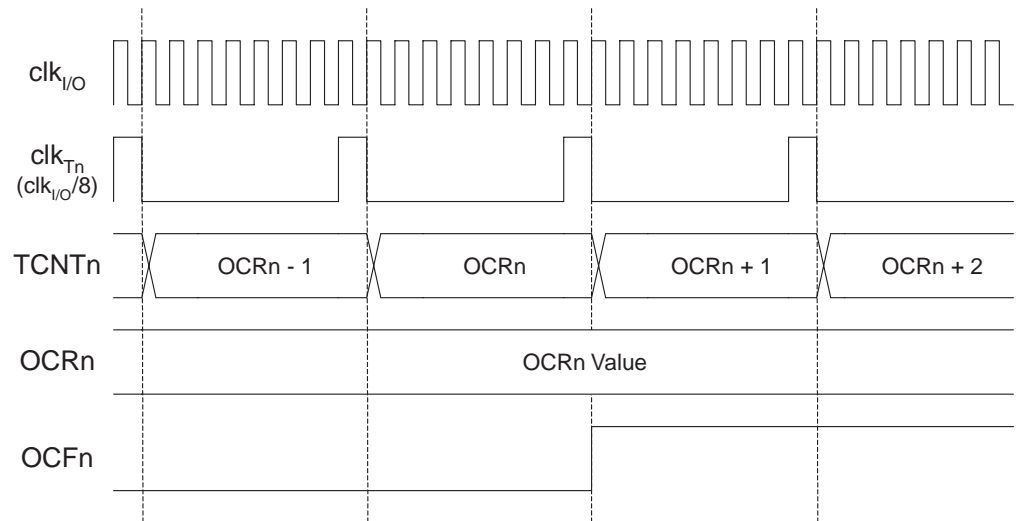 clkI/O
clkTn
(clkI/O/8)
TCNTn OCRn - 1 OCRn OCRn + 1 OCRn + 2
OCRn OCRn Value
OCFn